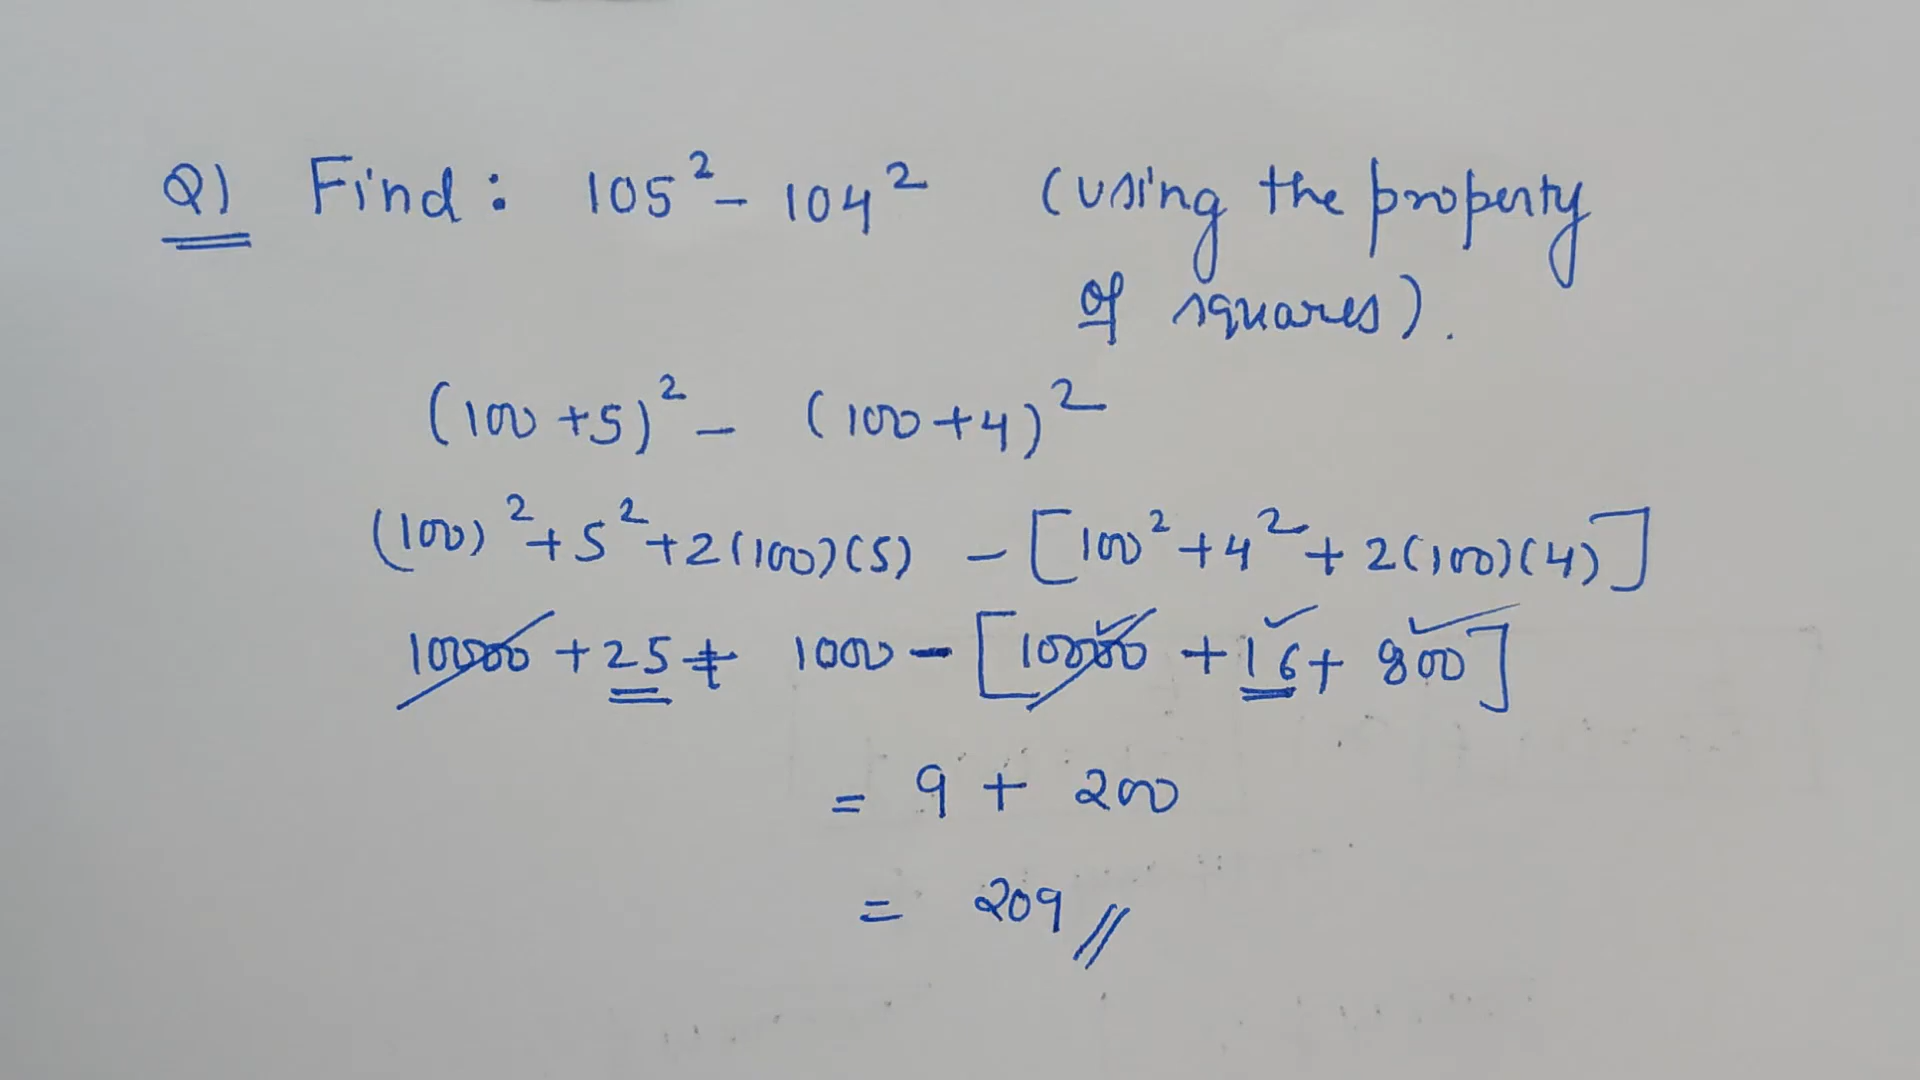 Q1 Find: 105² - 104² (using the property
of squares).
(100+5)² - (100+4)²
(100)² + 5² + 2(100)(5) - [100² + 4² + 2(100)(4)]
10000 + 25 + 1000 - [10000 + 16 + 800]
= 9 + 200
= 209 //